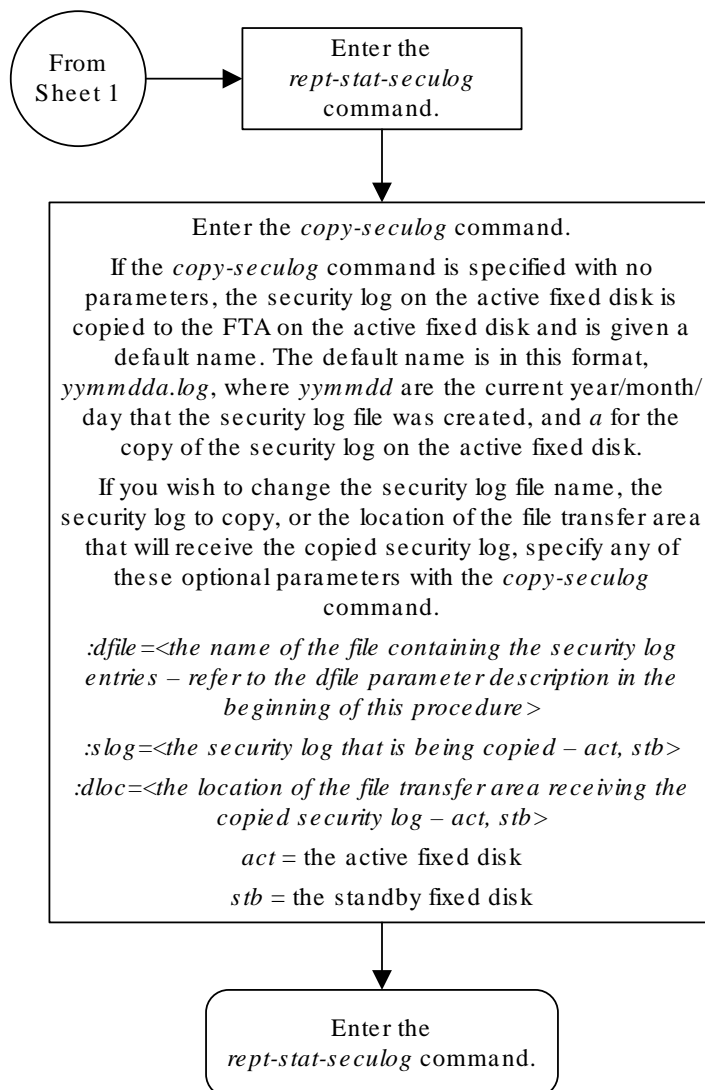 From
Sheet 1
Enter the
rept-stat-seculog
command.
Enter the copy-seculog command.
If the copy-seculog command is specified with no
parameters, the security log on the active fixed disk is
copied to the FTA on the active fixed disk and is given a
default name. The default name is in this format,
yymmdda.log, where yymmdd are the current year/month/
day that the security log file was created, and a for the
copy of the security log on the active fixed disk.
If you wish to change the security log file name, the
security log to copy, or the location of the file transfer area
that will receive the copied security log, specify any of
these optional parameters with the copy-seculog
command.
:dfile=<the name of the file containing the security log
entries – refer to the dfile parameter description in the
beginning of this procedure>
:slog=<the security log that is being copied – act, stb>
:dloc=<the location of the file transfer area receiving the
copied security log – act, stb>
act = the active fixed disk
stb = the standby fixed disk
Enter the
rept-stat-seculog command.